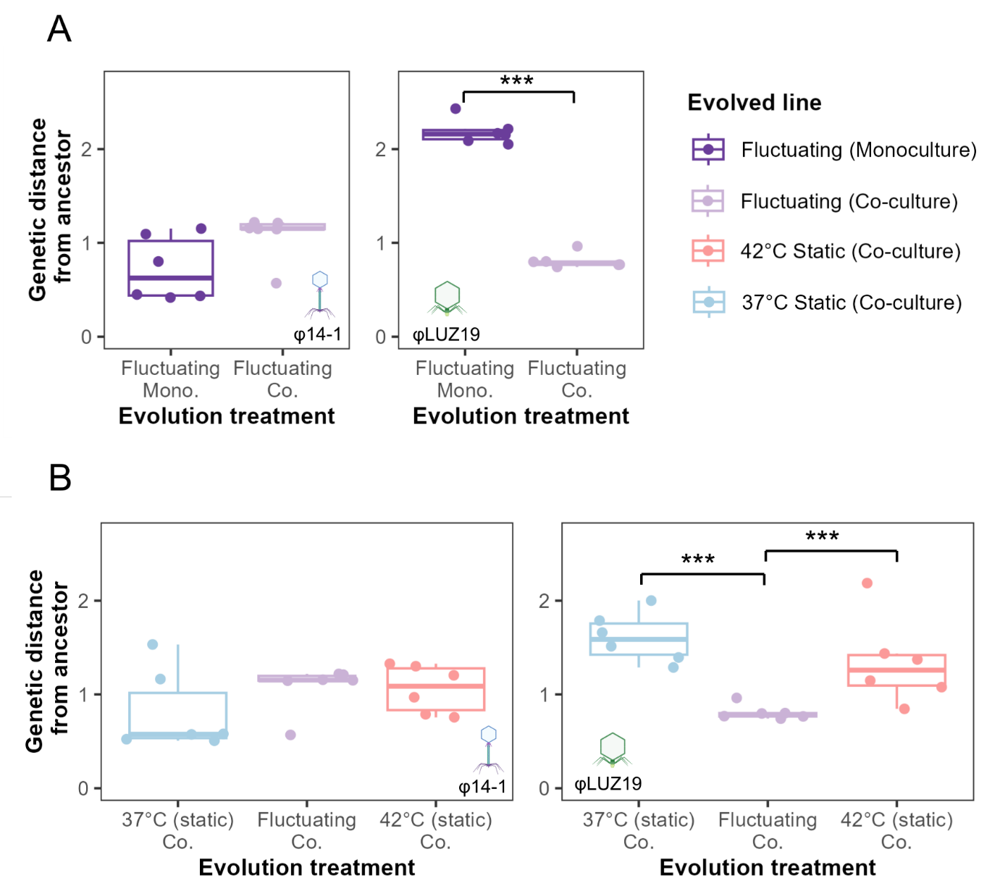 A
Genetic distance
from ancestor
2
1
0
φ14-1
Fluctuating
Mono.
Fluctuating
Co.
Evolution treatment
***
2
1
0
φLUZ19
Fluctuating
Mono.
Fluctuating
Co.
Evolution treatment
Evolved line
Fluctuating (Monoculture)
Fluctuating (Co-culture)
42°C Static (Co-culture)
37°C Static (Co-culture)
B
Genetic distance
from ancestor
2
1
0
φ14-1
37°C (static)
Co.
Fluctuating
Co.
42°C (static)
Co.
Evolution treatment
***
***
2
1
0
φLUZ19
37°C (static)
Co.
Fluctuating
Co.
42°C (static)
Co.
Evolution treatment